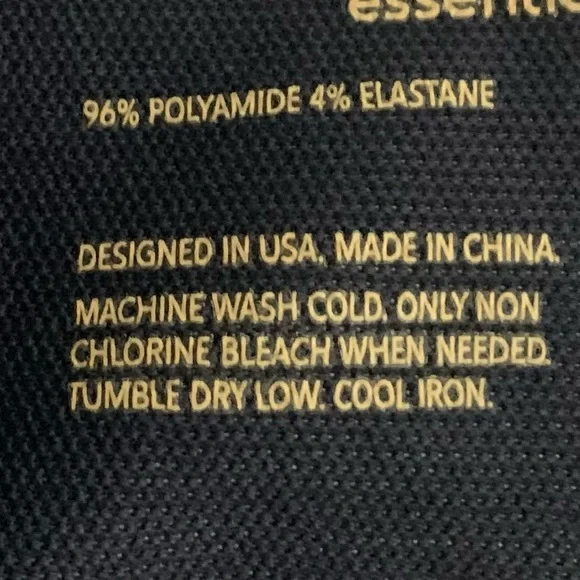 96% POLYAMIDE 4% ELASTANE
DESIGNED IN USA. MADE IN CHINA.
MACHINE WASH COLD. ONLY NON
CHLORINE BLEACH WHEN NEEDED.
TUMBLE DRY LOW. COOL IRON.